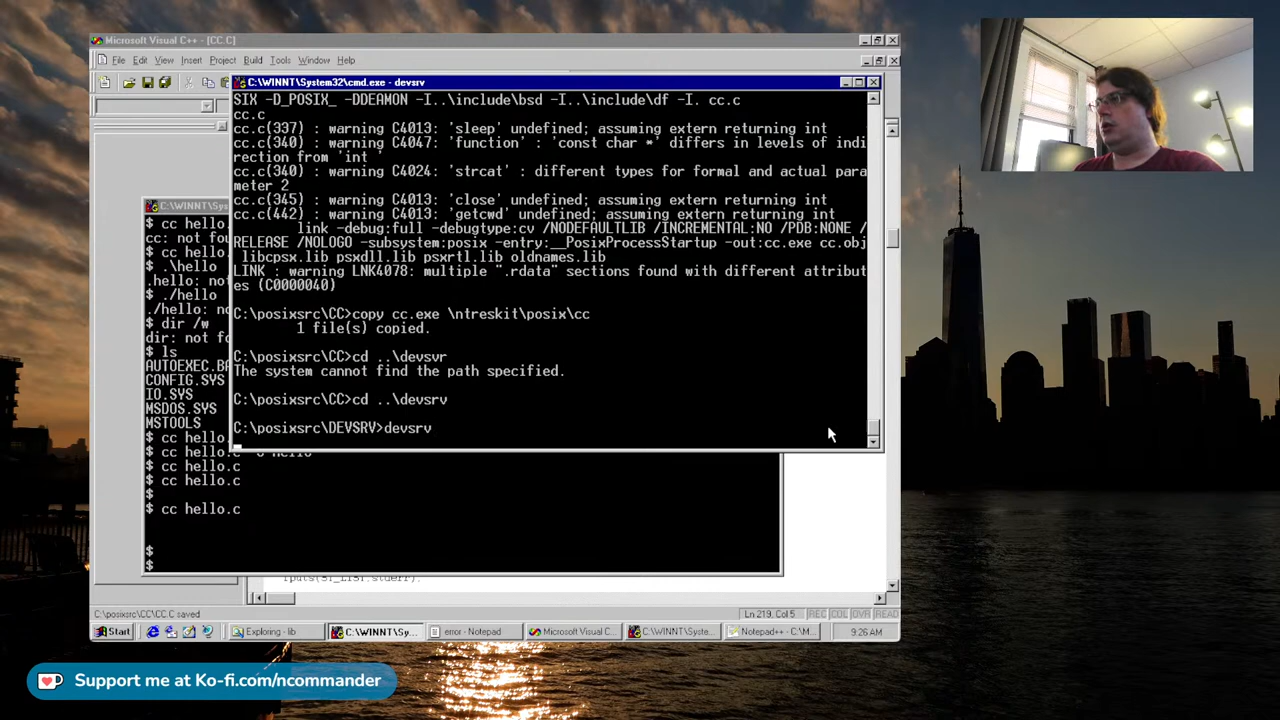 Microsoft Visual C++ - [CC.C]
File Edit View Insert Project Build Tools Window Help
C:\WINNT\System32\cmd.exe - devsrv
SIX -D_POSIX_ -DDEAMON -I..\include\bsd -I..\include\df -I. cc.c
cc.c
cc.c(337) : warning C4013: 'sleep' undefined; assuming extern returning int
cc.c(340) : warning C4047: 'function' : 'const char *' differs in levels of indi
rection from 'int '
cc.c(340) : warning C4024: 'strcat' : different types for formal and actual para
meter 2
cc.c(345) : warning C4013: 'close' undefined; assuming extern returning int
cc.c(442) : warning C4013: 'getcwd' undefined; assuming extern returning int
link -debug:full -debugtype:cv /NODEFAULTLIB /INCREMENTAL:NO /PDB:NONE /
RELEASE /NOLOGO -subsystem:posix -entry:__PosixProcessStartup -out:cc.exe cc.obj
libcpsx.lib psxdll.lib psxrtl.lib oldnames.lib
LINK : warning LNK4078: multiple ".rdata" sections found with different attribut
es (C0000040)
C:\posixsrc\CC>copy cc.exe \ntreskit\posix\cc
1 file(s) copied.
C:\posixsrc\CC>cd ..\devsvr
The system cannot find the path specified.
C:\posixsrc\CC>cd ..\devsrv
C:\posixsrc\DEVSRV>devsrv
C:\WINNT\Sys
$ cc hello.
cc: not fou
$ cc hello.
$ .\hello
.hello: not
$ ./hello
./hello: no
$ dir /w
dir: not fo
$ ls
AUTOEXEC.BA
CONFIG.SYS
IO.SYS
MSDOS.SYS
MSTOOLS
$ cc hello.c
$ cc hello.c -o hello
$ cc hello.c
$ cc hello.c
$
$ cc hello.c
$
$
C:\posixsrc\CC\CC.C saved
Ln 219, Col 5 REC COL OVR READ
Start
Exploring - lib
C:\WINNT\Sy...
error - Notepad
Microsoft Visual C...
C:\WINNT\Syste...
Notepad++ - C:\M...
9:26 AM
Support me at Ko-fi.com/ncommander